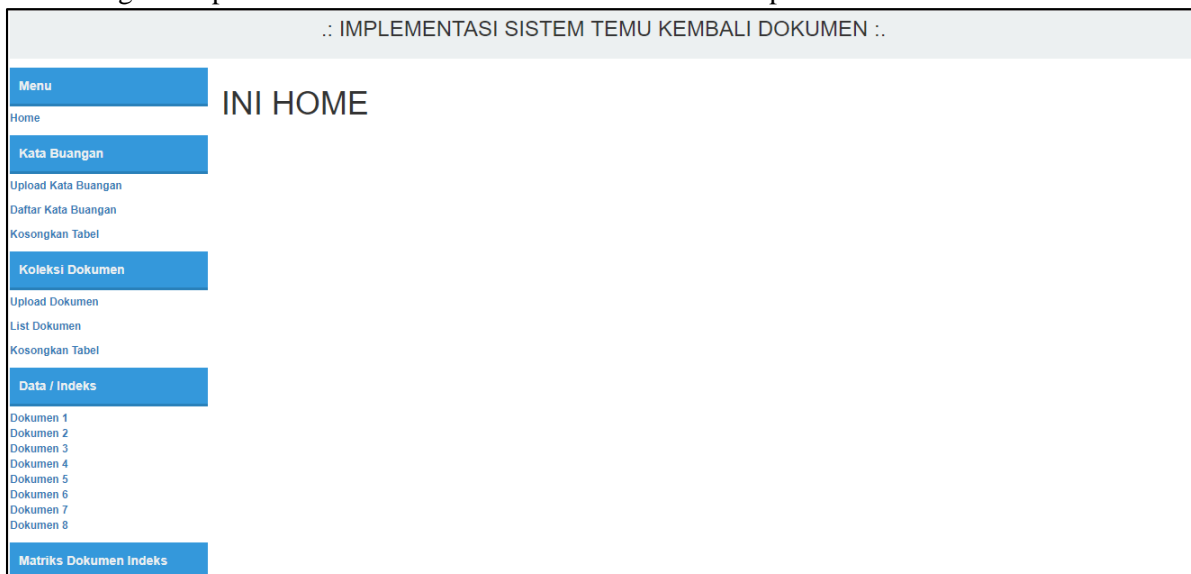 .: IMPLEMENTASI SISTEM TEMU KEMBALI DOKUMEN :.
Menu
INI HOME
Home
Kata Buangan
Upload Kata Buangan
Daftar Kata Buangan
Kosongkan Tabel
Koleksi Dokumen
Upload Dokumen
List Dokumen
Kosongkan Tabel
Data / Indeks
Dokumen 1
Dokumen 2
Dokumen 3
Dokumen 4
Dokumen 5
Dokumen 6
Dokumen 7
Dokumen 8
Matriks Dokumen Indeks